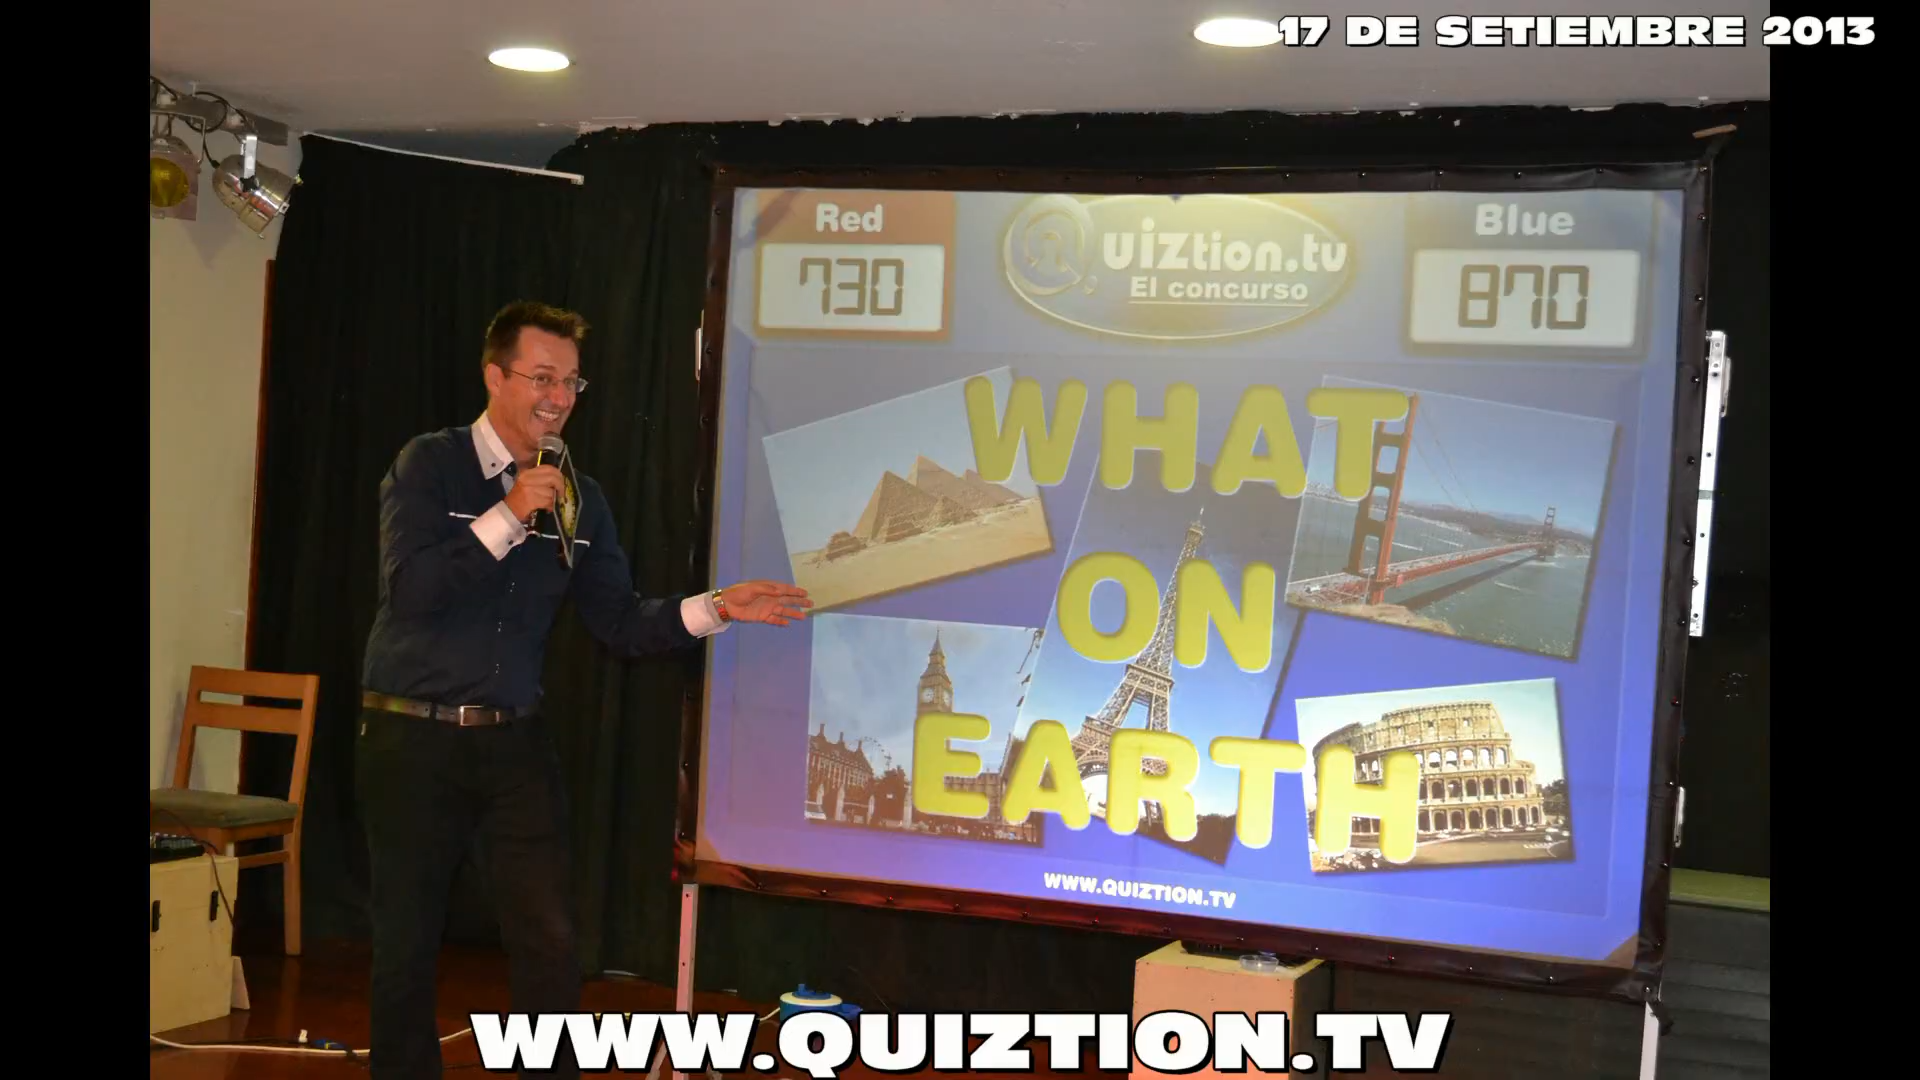 17 DE SETIEMBRE 2013
Red
730
Quiztion.tv
El concurso
Blue
870
WHAT
ON
EARTH
WWW.QUIZTION.TV
WWW.QUIZTION.TV